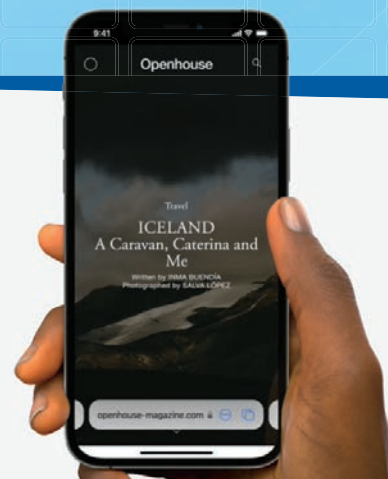 9:41
Openhouse
Travel
ICELAND
A Caravan, Caterina and
Me
Written by INMA BUENDÍA
Photographed by SALVA LÓPEZ
openhouse-magazine.com